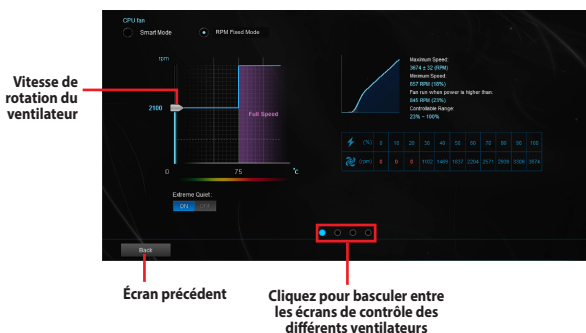 CPU fan
Smart Mode
RPM Fixed Mode
rpm
2100
Full Speed
0
75
°c
Maximum Speed:
3674 ± 32 (RPM)
Minimum Speed:
657 RPM (18%)
Fan run when power is higher than:
845 RPM (23%)
Controllable Range:
23% ~ 100%
(%) 0 10 20 30 40 50 60 70 80 90 100
(rpm) 0 0 0 1102 1469 1837 2204 2571 2939 3306 3674
Extreme Quiet:
ON OFF
Back
Vitesse de
rotation du
ventilateur
Écran précédent
Cliquez pour basculer entre
les écrans de contrôle des
différents ventilateurs